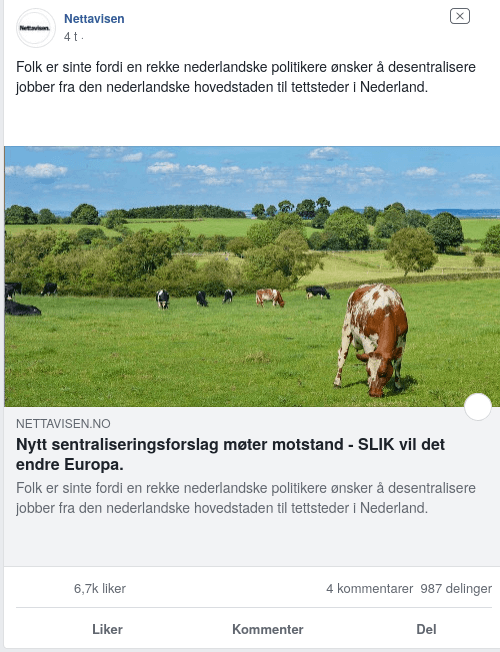 Nettavisen.
Nettavisen
4 t ·
Folk er sinte fordi en rekke nederlandske politikere ønsker å desentralisere
jobber fra den nederlandske hovedstaden til tettsteder i Nederland.
NETTAVISEN.NO
Nytt sentraliseringsforslag møter motstand - SLIK vil det
endre Europa.
Folk er sinte fordi en rekke nederlandske politikere ønsker å desentralisere
jobber fra den nederlandske hovedstaden til tettsteder i Nederland.
6,7k liker 4 kommentarer 987 delinger
Liker Kommenter Del